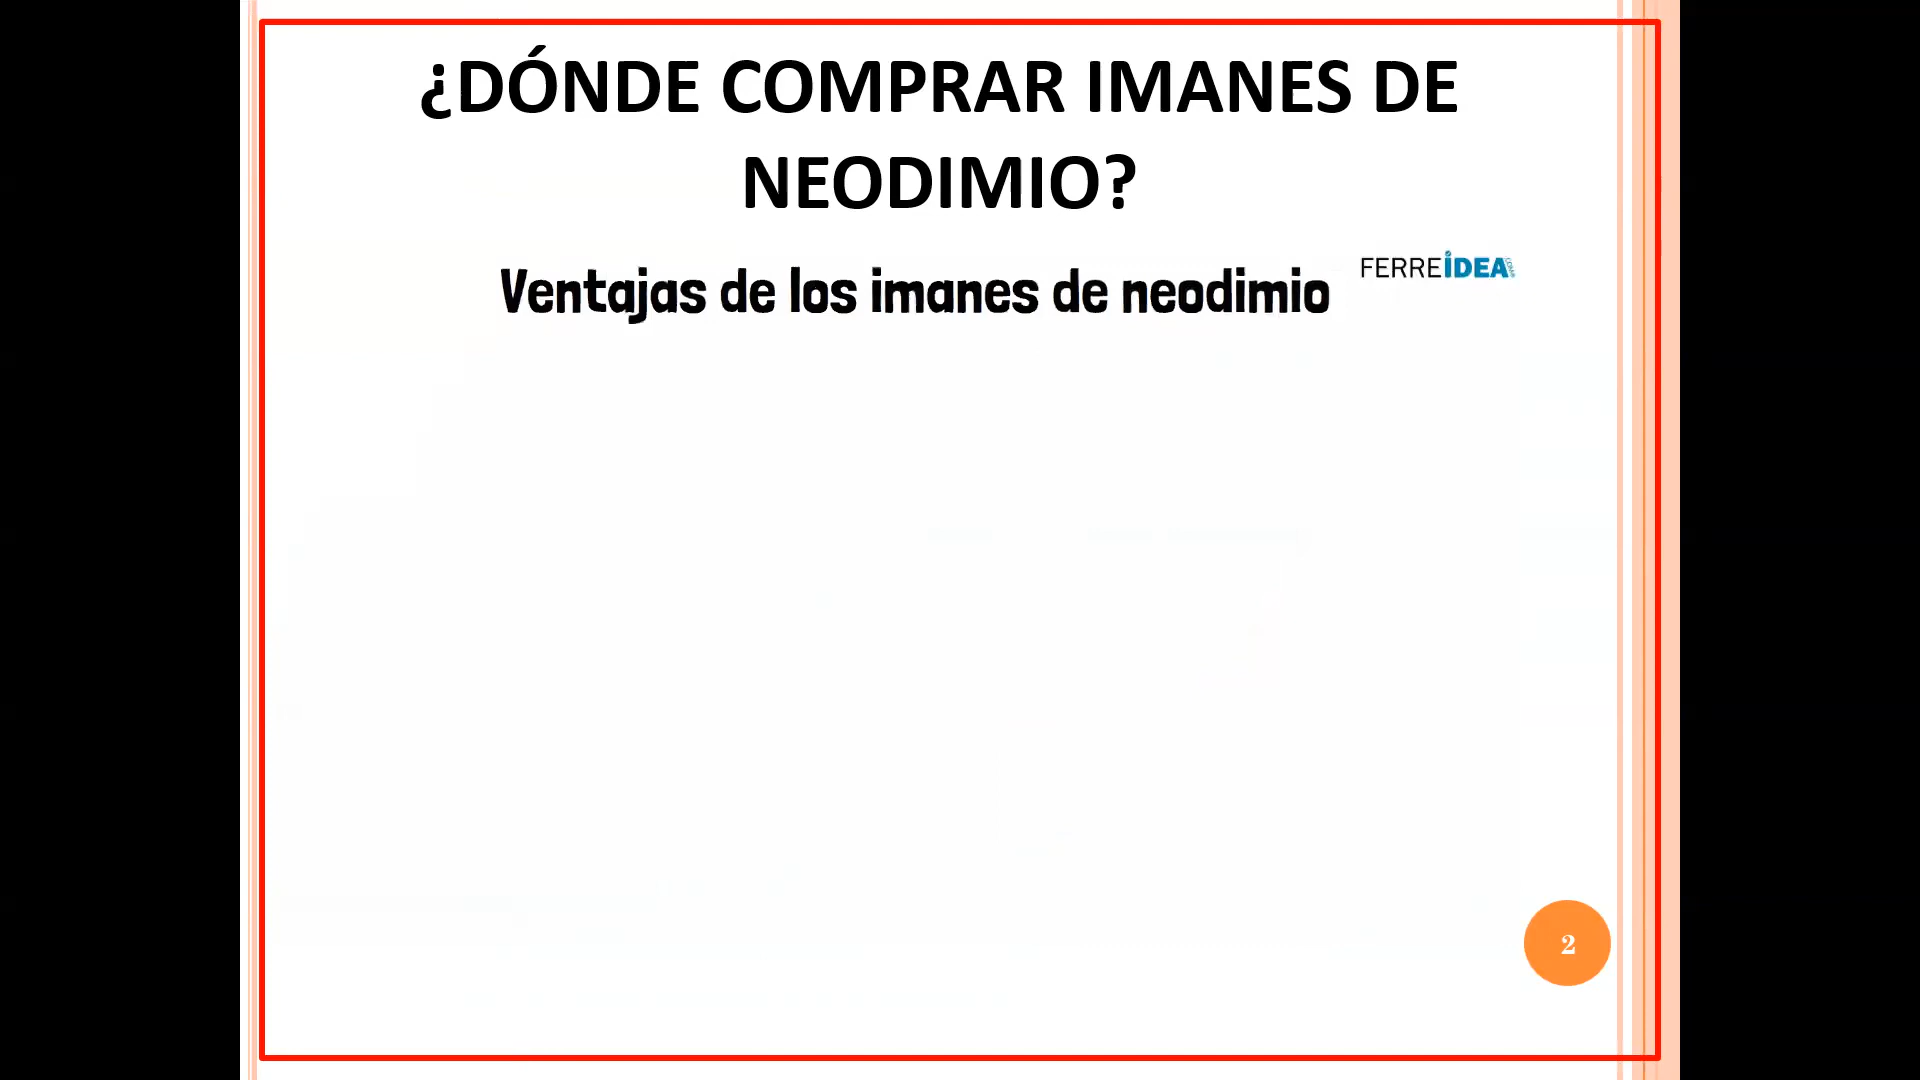 ¿DÓNDE COMPRAR IMANES DE
NEODIMIO?
Ventajas de los imanes de neodimio
FERREIDEA
2